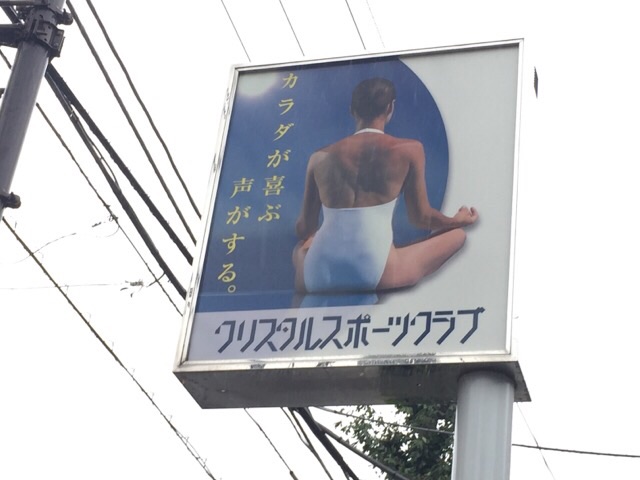 カラダが喜ぶ
声がする。
クリスタルスポーツクラブ